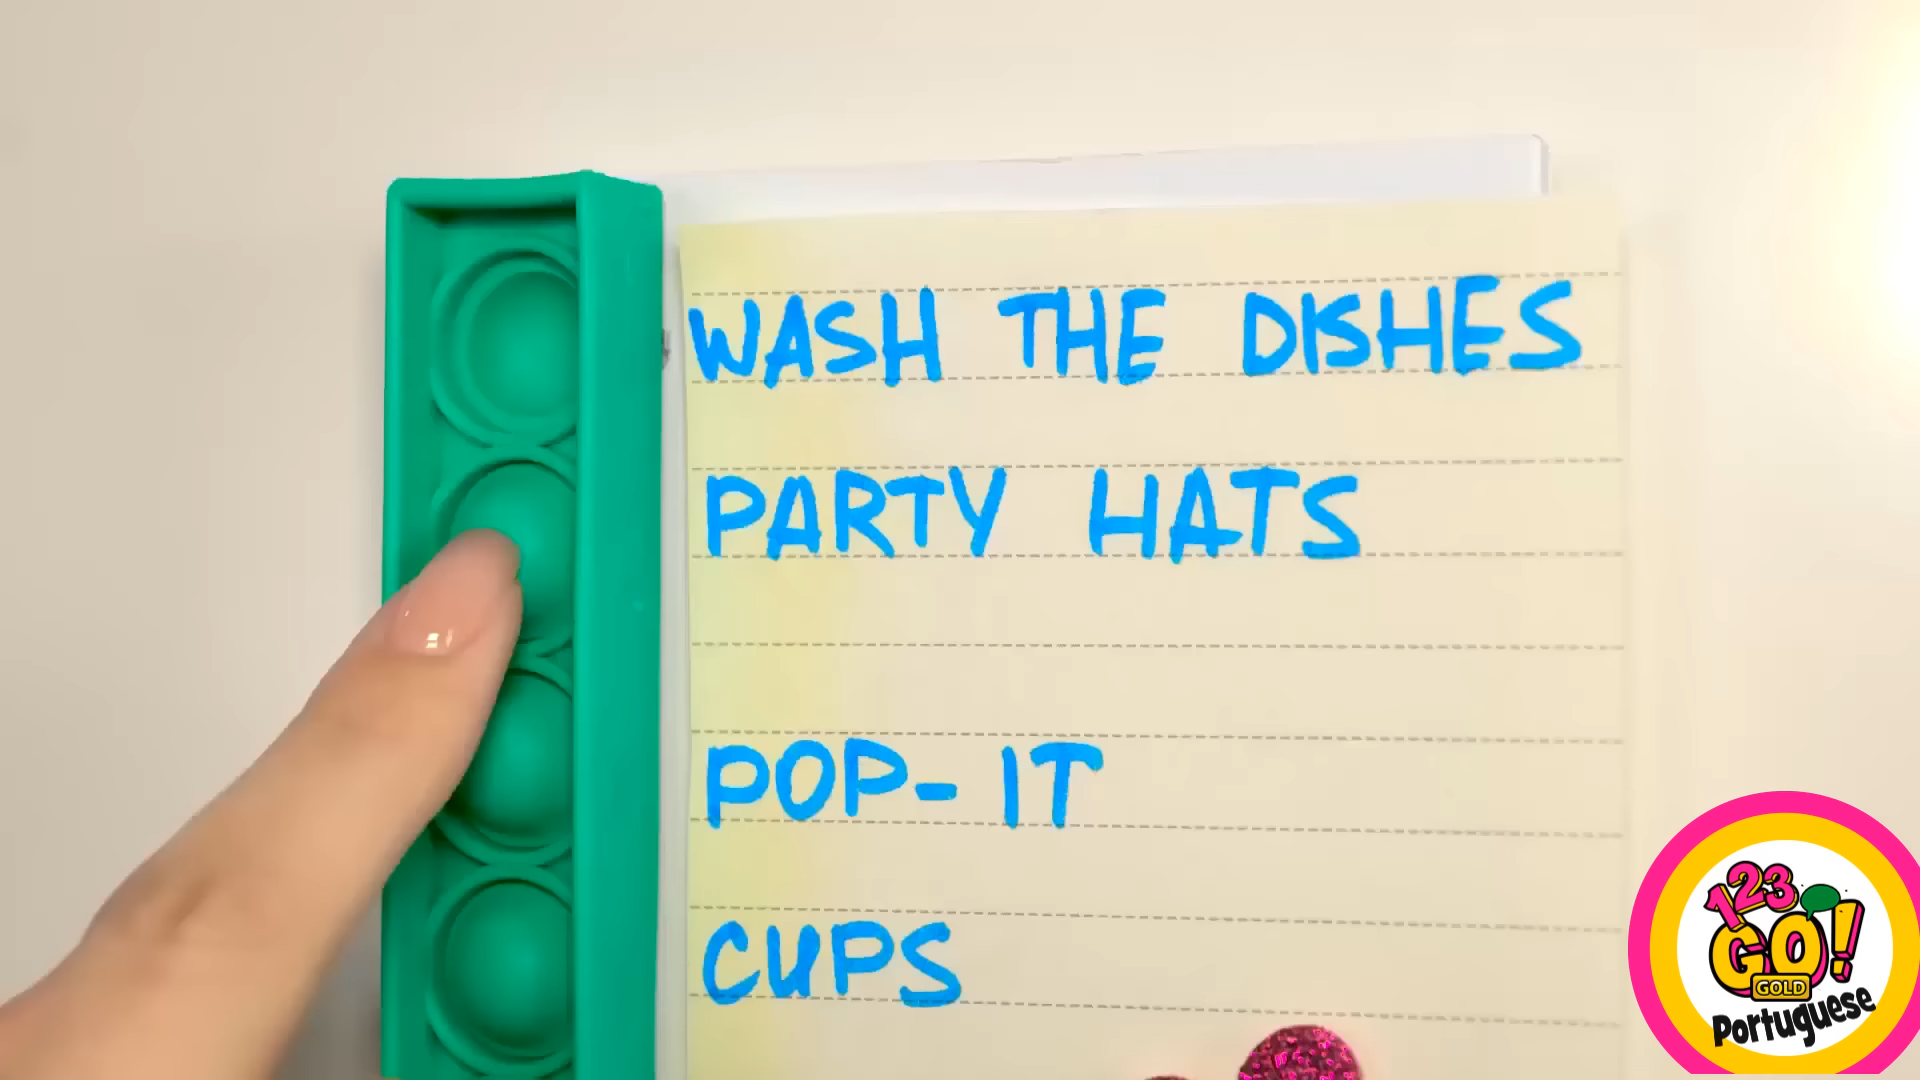 WASH THE DISHES
PARTY HATS
POP-IT
CUPS
123
GO!
GOLD
Portuguese